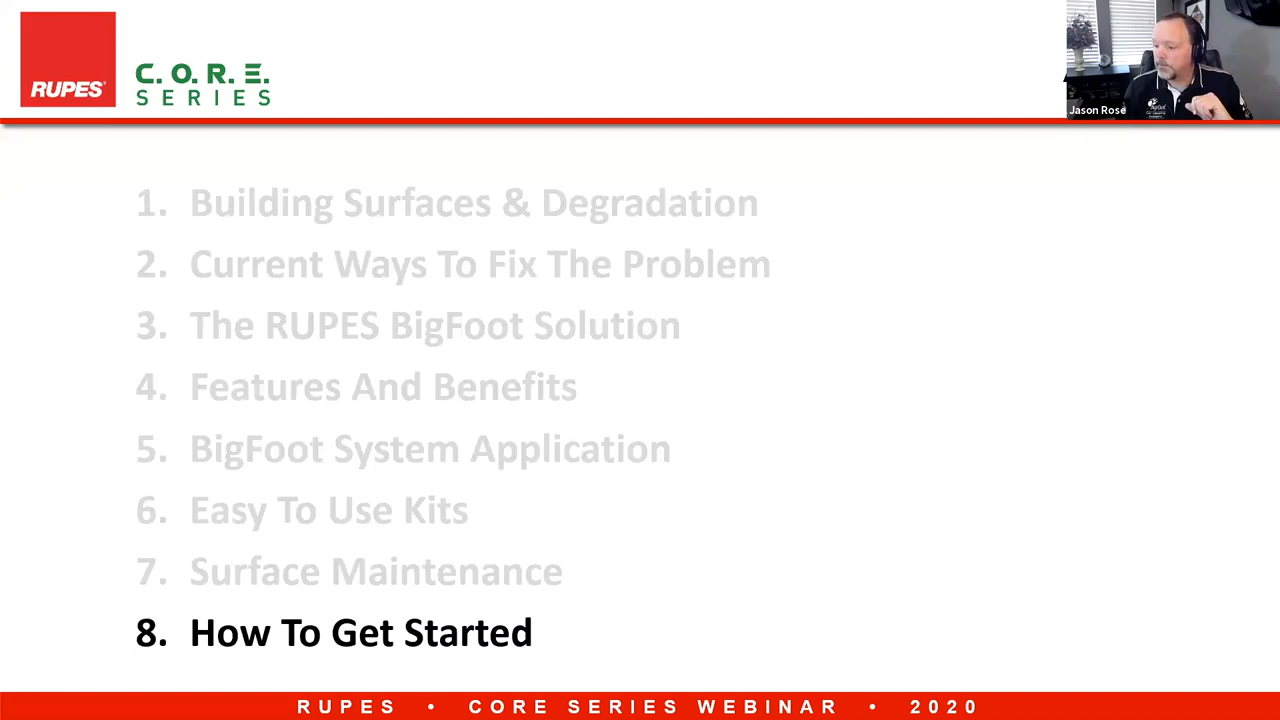 RUPES
C.O.R.E.
SERIES
Jason Rose
1. Building Surfaces & Degradation
2. Current Ways To Fix The Problem
3. The RUPES BigFoot Solution
4. Features And Benefits
5. BigFoot System Application
6. Easy To Use Kits
7. Surface Maintenance
8. How To Get Started
RUPES • CORE SERIES WEBINAR • 2020